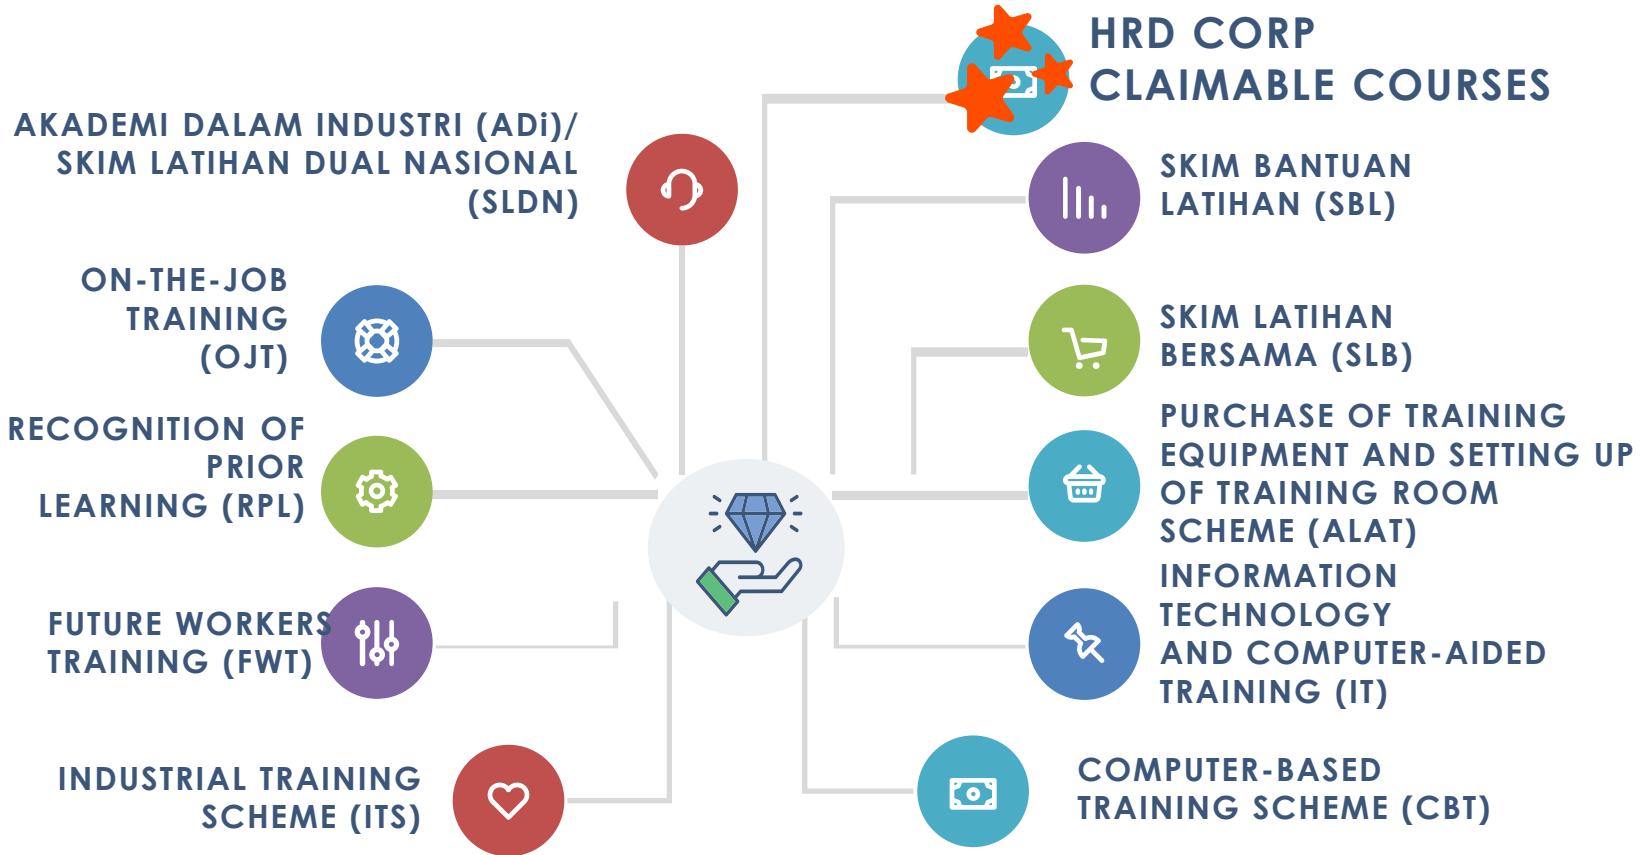 HRD CORP
CLAIMABLE COURSES
AKADEMI DALAM INDUSTRI (ADi)/
SKIM LATIHAN DUAL NASIONAL
(SLDN)
SKIM BANTUAN
LATIHAN (SBL)
ON-THE-JOB
TRAINING
(OJT)
SKIM LATIHAN
BERSAMA (SLB)
RECOGNITION OF
PRIOR
LEARNING (RPL)
PURCHASE OF TRAINING
EQUIPMENT AND SETTING UP
OF TRAINING ROOM
SCHEME (ALAT)
FUTURE WORKERS
TRAINING (FWT)
INFORMATION
TECHNOLOGY
AND COMPUTER-AIDED
TRAINING (IT)
INDUSTRIAL TRAINING
SCHEME (ITS)
COMPUTER-BASED
TRAINING SCHEME (CBT)